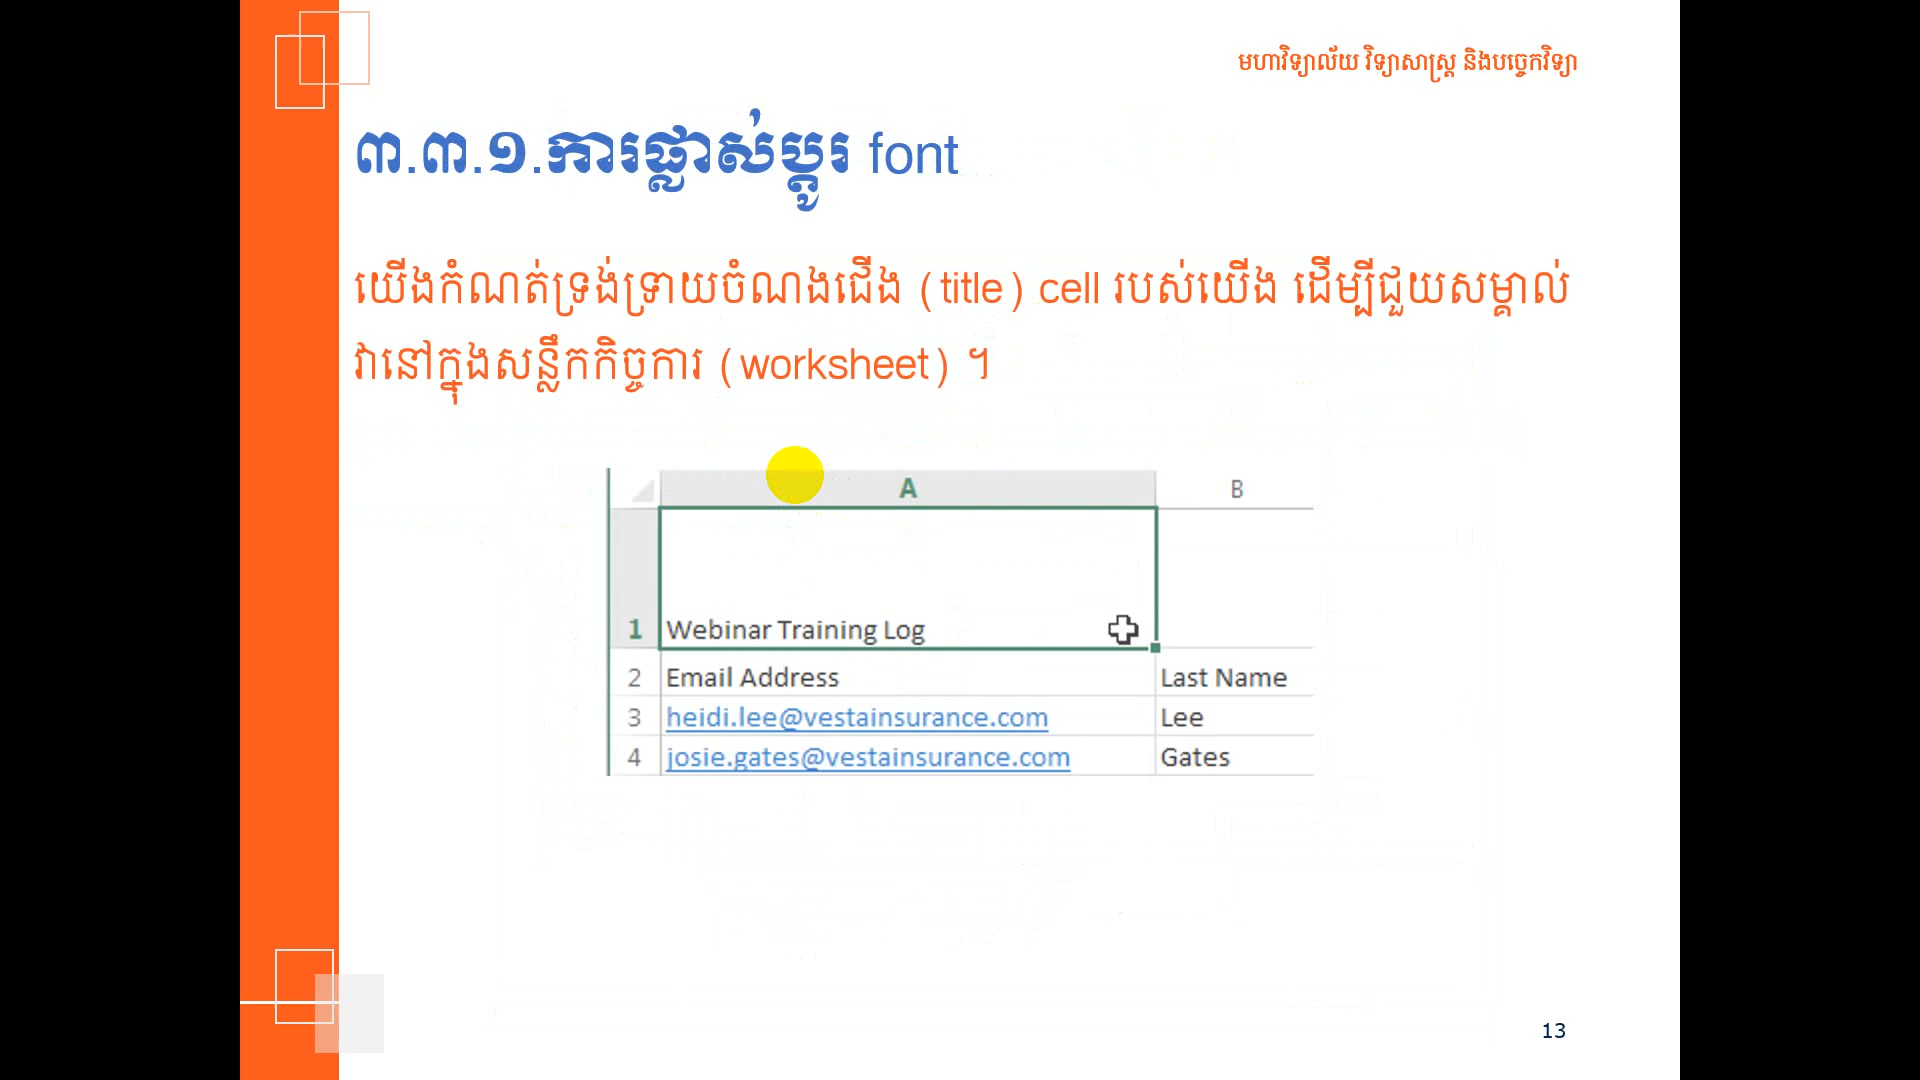 មហាវិទ្យាល័យ វិទ្យាសាស្ត្រ និងបច្ចេកវិទ្យា
៣.៣.១.ការផ្លាស់ប្តូរ font
យើងកំណត់ទ្រង់ទ្រាយចំណងជើង (title) cell របស់យើង ដើម្បីជួយសម្គាល់
វានៅក្នុងសន្លឹកកិច្ចការ (worksheet) ។
A B
1 Webinar Training Log
2 Email Address Last Name
3 heidi.lee@vestainsurance.com Lee
4 josie.gates@vestainsurance.com Gates
13